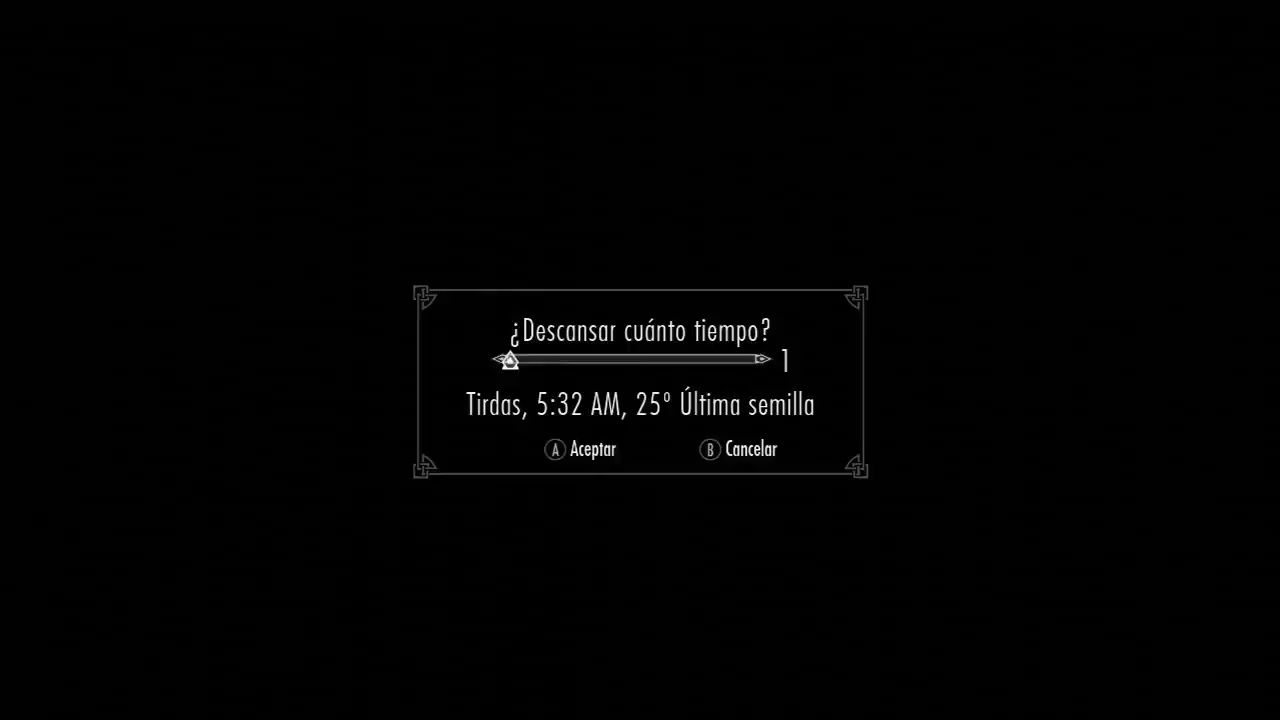 ¿Descansar cuánto tiempo?
1
Tirdas, 5:32 AM, 25º Última semilla
A Aceptar B Cancelar